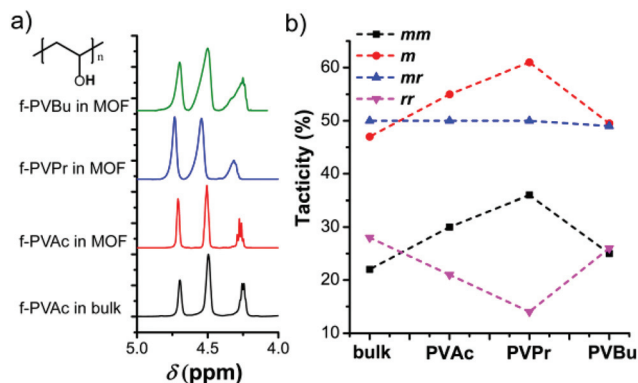 a)
OH
n
f-PVBu in MOF
f-PVPr in MOF
f-PVAc in MOF
f-PVAc in bulk
5.0 4.5 4.0
δ (ppm)
b)
mm
m
mr
rr
Tacticity (%)
60
50
40
30
20
10
bulk PVAc PVPr PVBu